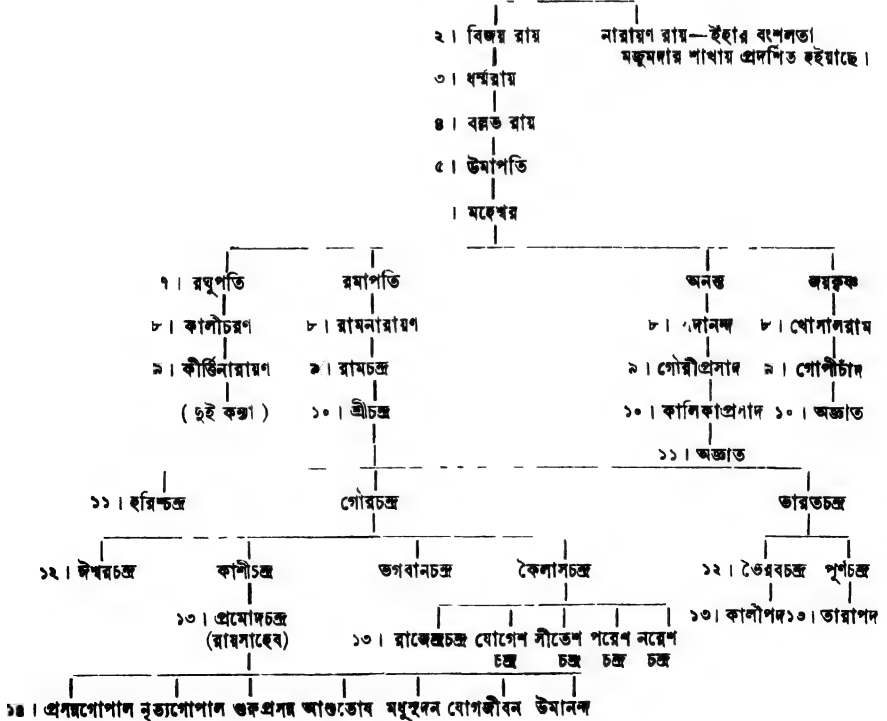 ২। বিজয় রায় নারায়ণ রায়—ইঁহার বংশলতা
মজুমদার শাখায় প্রদর্শিত হইয়াছে।
৩। ধর্ম্মরায়
৪। বল্লভ রায়
৫। উমাপতি
। মহেশ্বর
৭। রঘুপতি রমাপতি অনন্ত জয়কৃষ্ণ
৮। কালীচরণ ৮। রামনারায়ণ ৮। দানন্দ ৮। খোসালরাম
৯। কীর্ত্তিনারায়ণ ৯। রামচন্দ্র ৯। গৌরীপ্রসাদ ৯। গোপীচাঁদ
( দুই কন্যা ) ১০। শ্রীচন্দ্র ১০। কালিকাপ্রসাদ ১০। অজ্ঞাত
১১। অজ্ঞাত
১১। হরিশ্চন্দ্র গৌরচন্দ্র ভারতচন্দ্র
১২। ঈশ্বরচন্দ্র কাশীচন্দ্র ভগবানচন্দ্র কৈলাসচন্দ্র ১২। ভৈরবচন্দ্র পূর্ণচন্দ্র
১৩। প্রমোদচন্দ্র ১৩। রাজেন্দ্রচন্দ্র যোগেশ সীতেশ পরেশ নরেশ ১৩। কালীপদ ১৩। তারাপদ
(রায়সাহেব) চন্দ্র চন্দ্র চন্দ্র চন্দ্র
১৪। প্রসন্নগোপাল নৃত্যগোপাল গুরুপ্রসন্ন আশুতোষ মধুসূদন যোগজীবন উমানন্দ